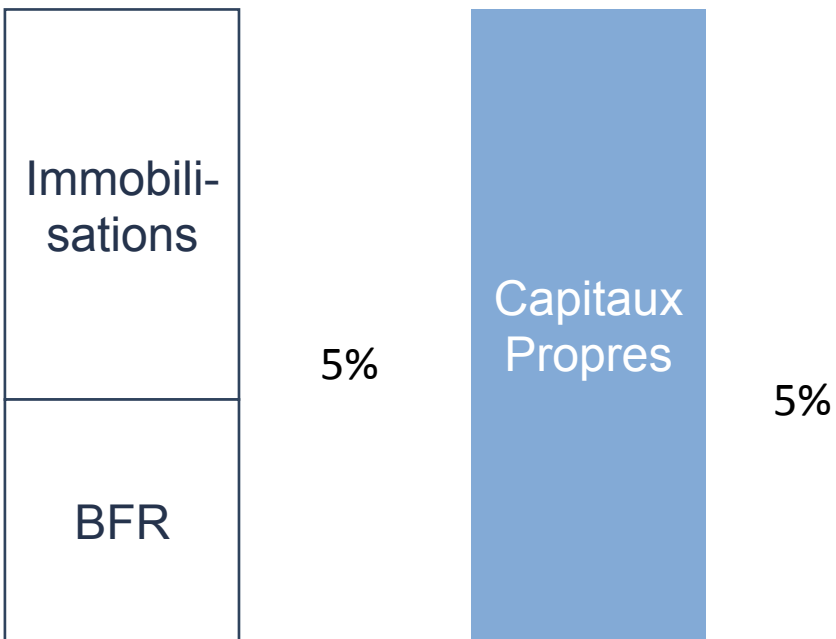 Immobili-
sations
5%
BFR
Capitaux
Propres
5%